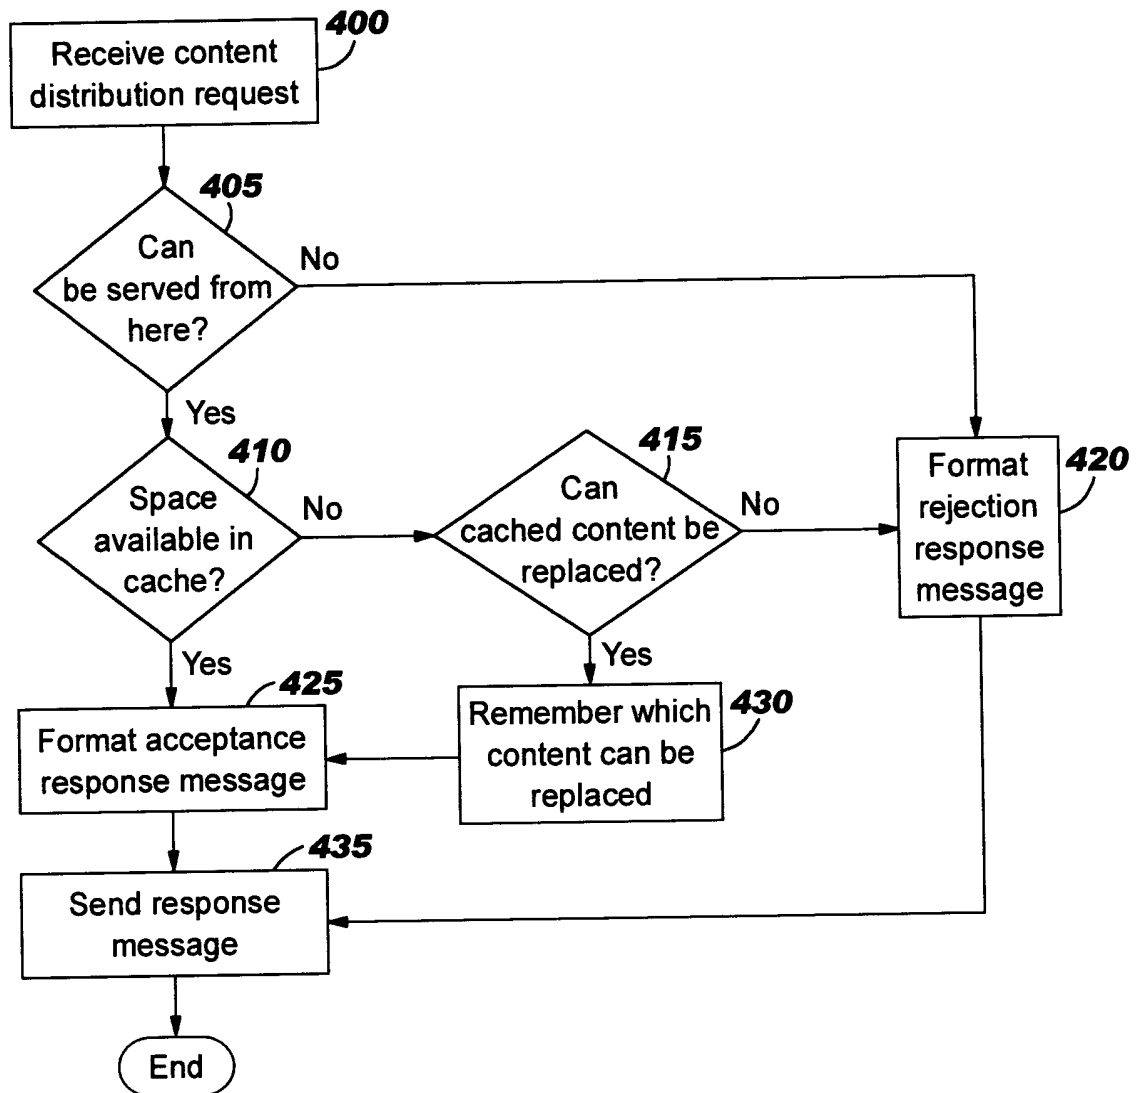 400
Receive content
distribution request
405
Can
be served from
here?
No
Yes
410
Space
available in
cache?
No
415
Can
cached content be
replaced?
No
420
Format
rejection
response
message
Yes
Yes
425
Format acceptance
response message
430
Remember which
content can be
replaced
435
Send response
message
End